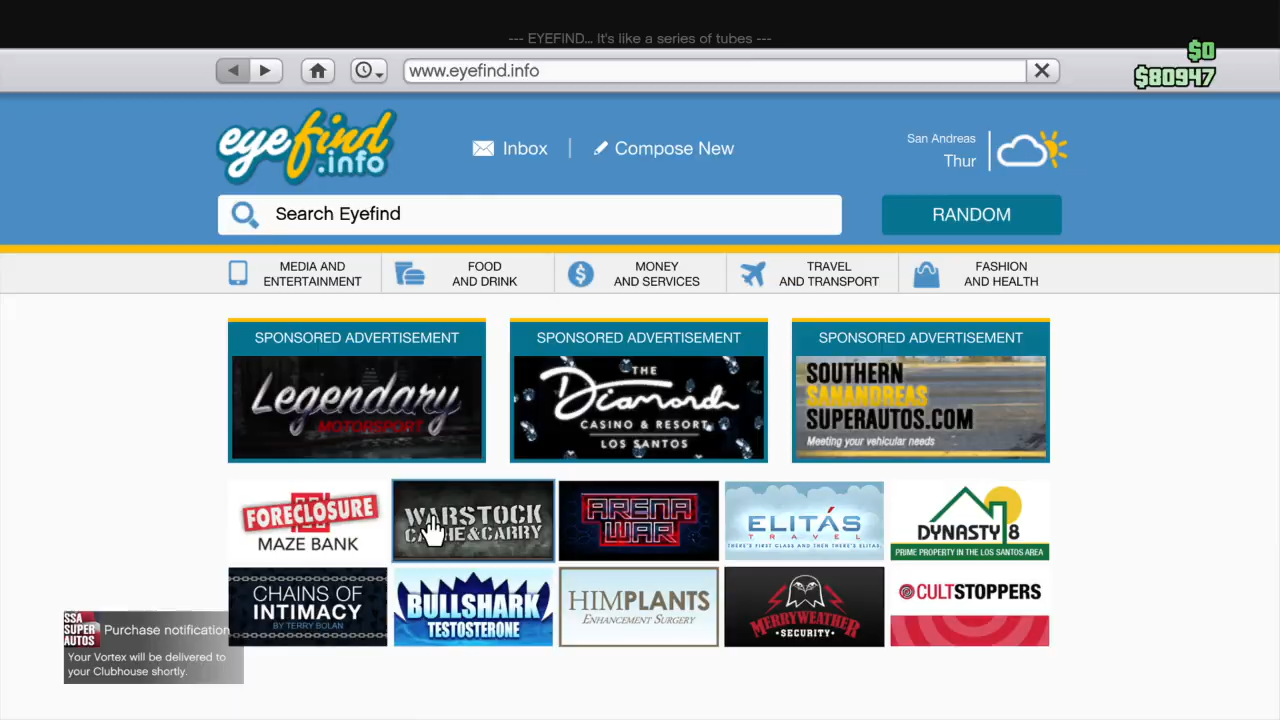 --- EYEFIND... It's like a series of tubes ---
$0
www.eyefind.info
$80947
eyefind
.info
Inbox
Compose New
San Andreas
Thur
Search Eyefind
RANDOM
MEDIA AND
ENTERTAINMENT
FOOD
AND DRINK
MONEY
AND SERVICES
TRAVEL
AND TRANSPORT
FASHION
AND HEALTH
SPONSORED ADVERTISEMENT
Legendary
MOTORSPORT
SPONSORED ADVERTISEMENT
THE
Diamond
CASINO & RESORT
LOS SANTOS
SPONSORED ADVERTISEMENT
SOUTHERN
SANANDREAS
SUPERAUTOS.COM
Meeting your vehicular needs
FORECLOSURE
MAZE BANK
WARSTOCK
CACHE&CARRY
ARENA
WAR
ELITÁS
TRAVEL
THERE'S FIRST CLASS AND THEN THERE'S ELITAS.
DYNASTY 8
PRIME PROPERTY IN THE LOS SANTOS AREA
CHAINS OF
INTIMACY
BY TERRY BOLAN
BULLSHARK
TESTOSTERONE
HIMPLANTS
ENHANCEMENT SURGERY
MERRYWEATHER
SECURITY
CULTSTOPPERS
SSA
SUPER
AUTOS
Purchase notification
Your Vortex will be delivered to
your Clubhouse shortly.